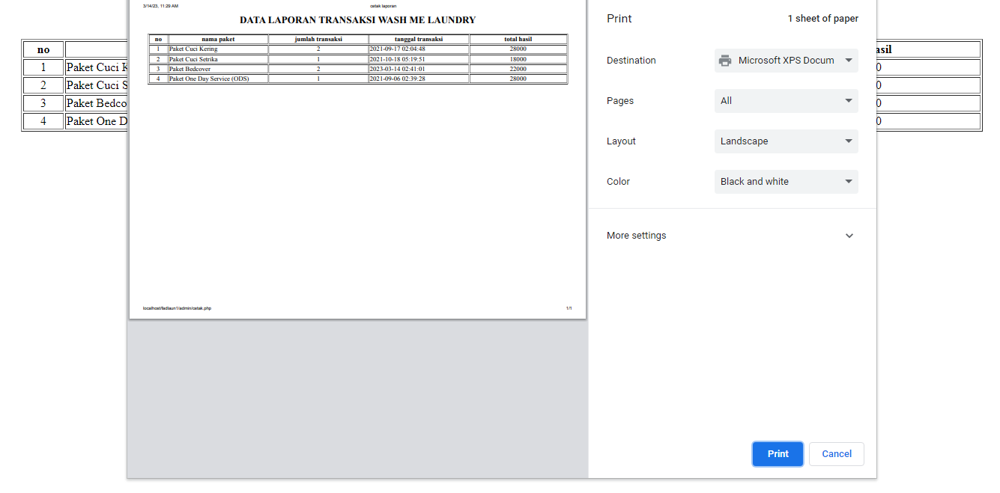 3/14/23, 11:29 AM cetak laporan
DATA LAPORAN TRANSAKSI WASH ME LAUNDRY
no nama paket jumlah transaksi tanggal transaksi total hasil
1 Paket Cuci Kering 2 2021-09-17 02:04:48 28000
2 Paket Cuci Setrika 1 2021-10-18 05:19:51 18000
3 Paket Bedcover 2 2023-03-14 02:41:01 22000
4 Paket One Day Service (ODS) 1 2021-09-06 02:39:28 28000
localhost/fadlaun1/admin/cetak.php 1/1
no
1 Paket Cuci K
2 Paket Cuci S
3 Paket Bedco
4 Paket One D
asil
0
0
0
0
Print 1 sheet of paper
Destination Microsoft XPS Docum
Pages All
Layout Landscape
Color Black and white
More settings
Print Cancel